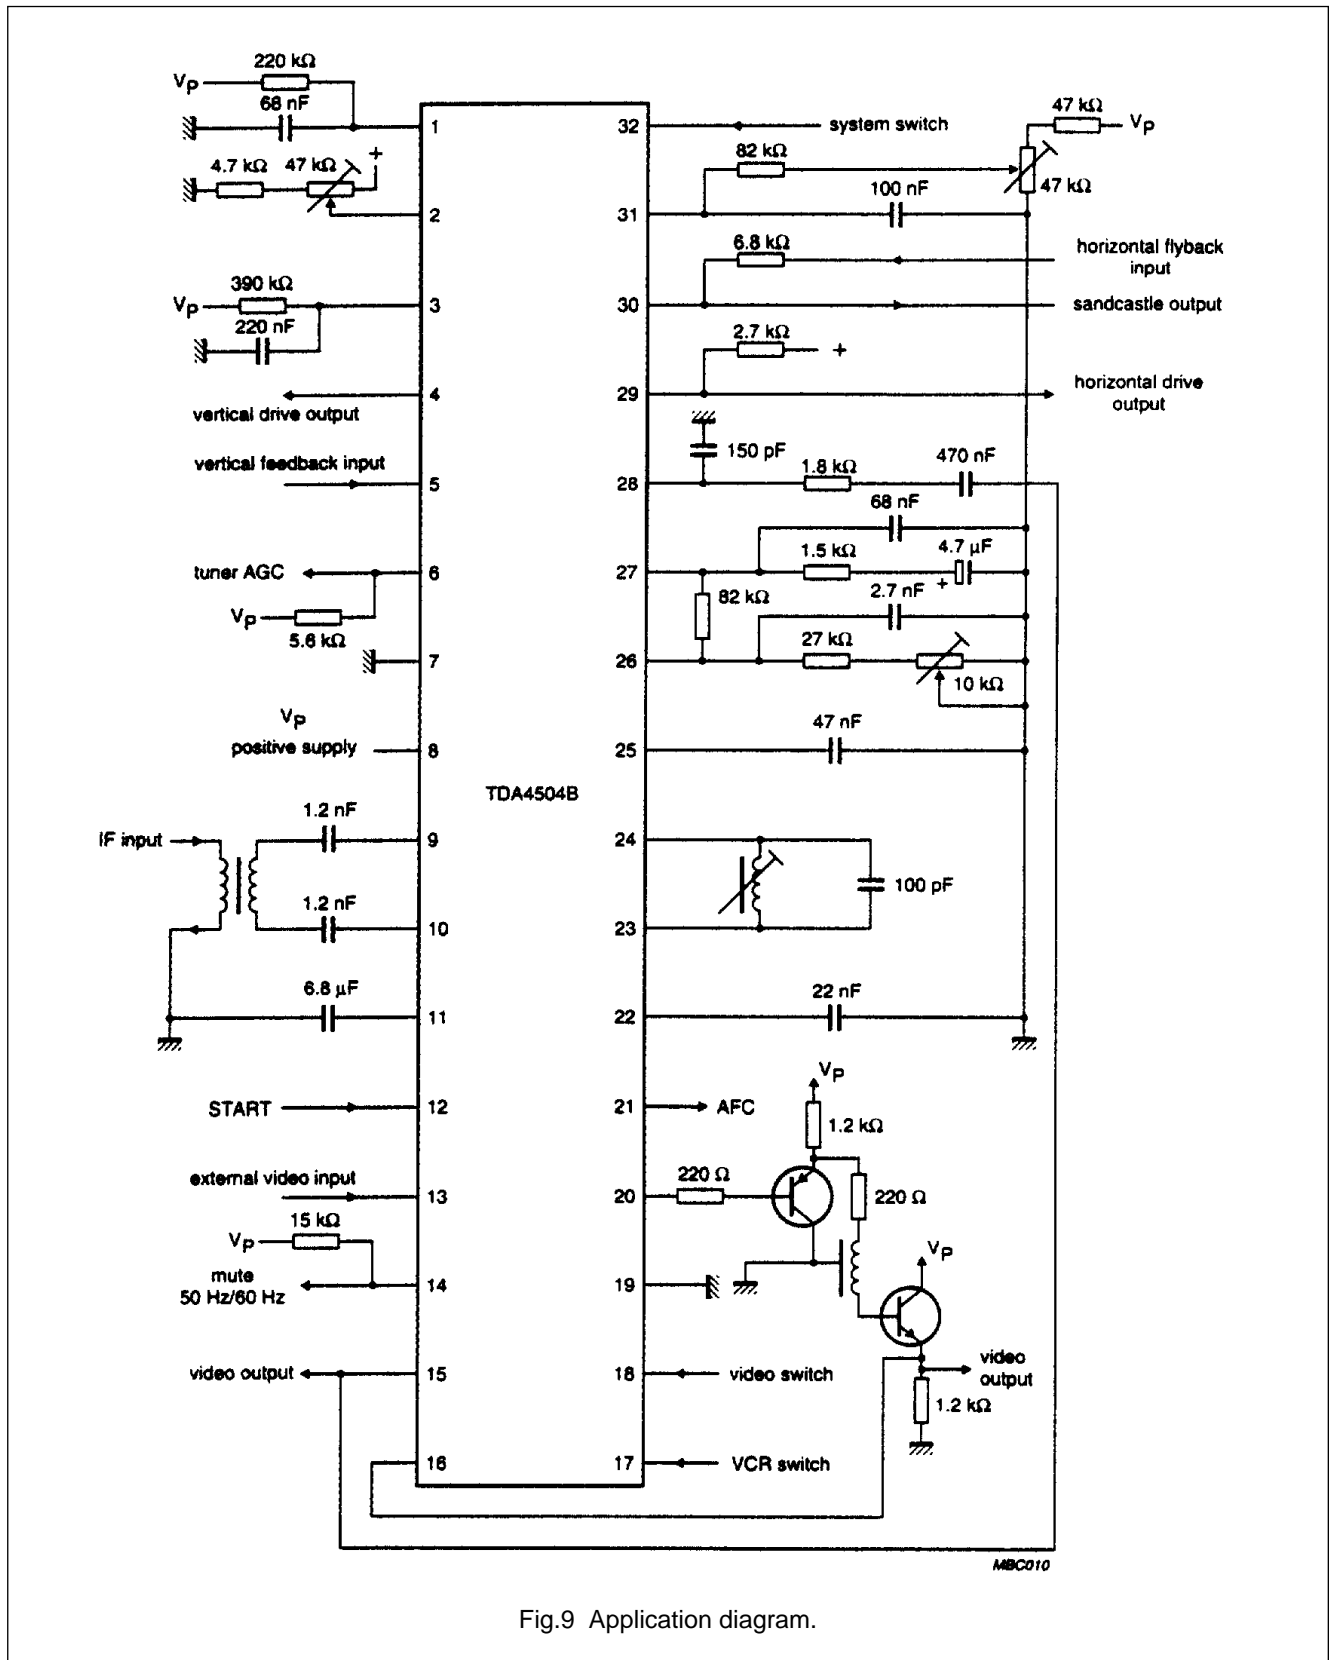 220 kΩ
VP
68 nF
1
4.7 kΩ 47 kΩ +
2
390 kΩ
VP
3
220 nF
4
vertical drive output
vertical feedback input
5
tuner AGC
6
VP
5.6 kΩ
7
VP
positive supply
8
1.2 nF
IF input
9
1.2 nF
10
6.8 µF
11
START
12
external video input
13
15 kΩ
VP
mute
50 Hz/60 Hz
14
video output
15
16
TDA4504B
47 kΩ
VP
32
system switch
82 kΩ
47 kΩ
100 nF
31
6.8 kΩ
horizontal flyback
input
30
sandcastle output
2.7 kΩ
+
29
horizontal drive
output
150 pF
470 nF
1.8 kΩ
28
68 nF
1.5 kΩ
4.7 µF
27
+
82 kΩ
2.7 nF
27 kΩ
26
10 kΩ
47 nF
25
24
100 pF
23
22 nF
22
VP
21
AFC
1.2 kΩ
220 Ω
20
220 Ω
VP
19
18
video switch
video
output
1.2 kΩ
17
VCR switch
MBC010
Fig.9 Application diagram.